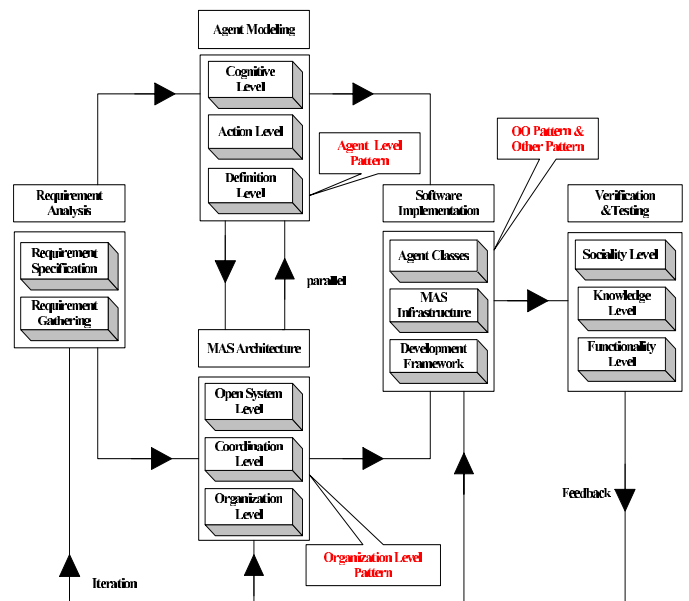 Agent Modeling
Cognitive
Level
Action Level
Definition
Level
Agent Level
Pattern
OO Pattern &
Other Pattern
Requirement
Analysis
Requirement
Specification
Requirement
Gathering
Software
Implementation
Agent Classes
MAS
Infrastructure
Development
Framework
Verification
&Testing
Sociality Level
Knowledge
Level
Functionality
Level
parallel
MAS Architecture
Open System
Level
Coordination
Level
Organization
Level
Organization Level
Pattern
Feedback
Iteration